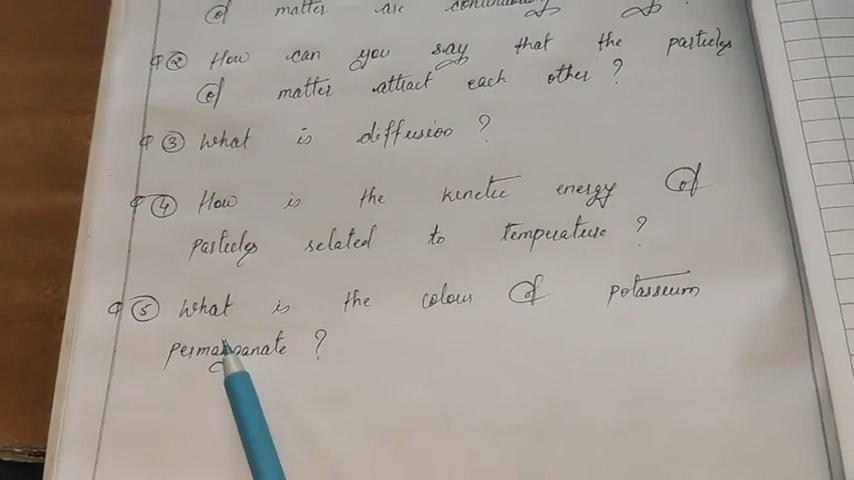 of matter are continuously
Q② How can you say that the particles
of matter attract each other ?
Q③ What is diffusion ?
Q④ How is the kinetic energy of
particles related to temperature ?
Q⑤ What is the colour of potassium
permanganate ?